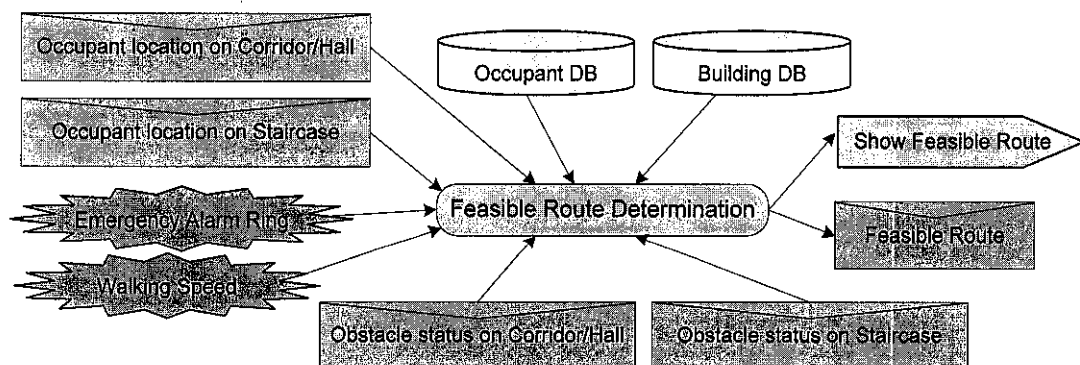 Occupant location on Corridor/Hall
Occupant DB
Building DB
Occupant location on Staircase
Show Feasible Route
Emergency Alarm Ring
Feasible Route Determination
Feasible Route
Walking Speed
Obstacle status on Corridor/Hall
Obstacle status on Staircase